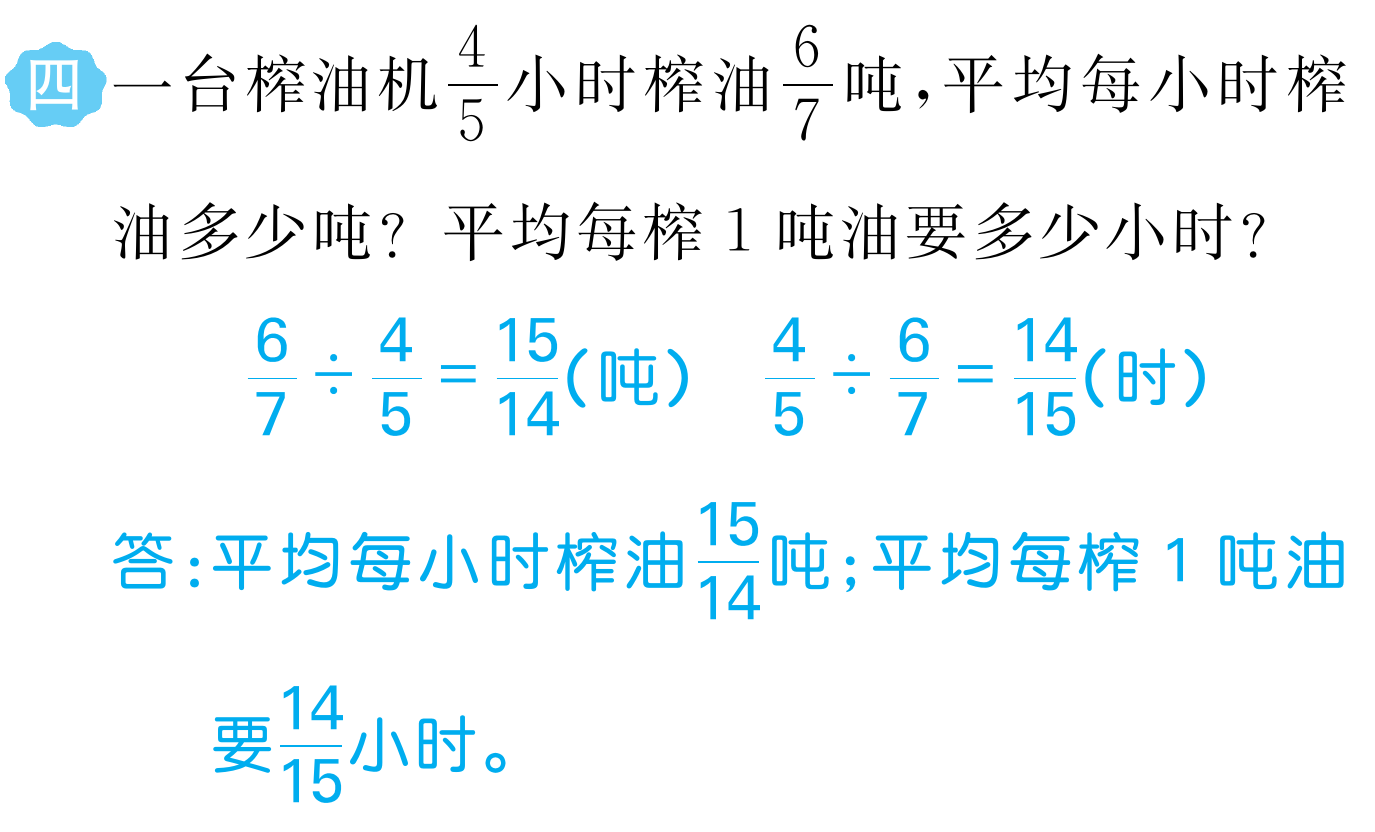 四 一台榨油机4/5小时榨油6/7吨,平均每小时榨
油多少吨? 平均每榨 1 吨油要多少小时?
6/7 ÷ 4/5 = 15/14(吨) 4/5 ÷ 6/7 = 14/15(时)
答:平均每小时榨油15/14吨;平均每榨 1 吨油
要14/15小时。